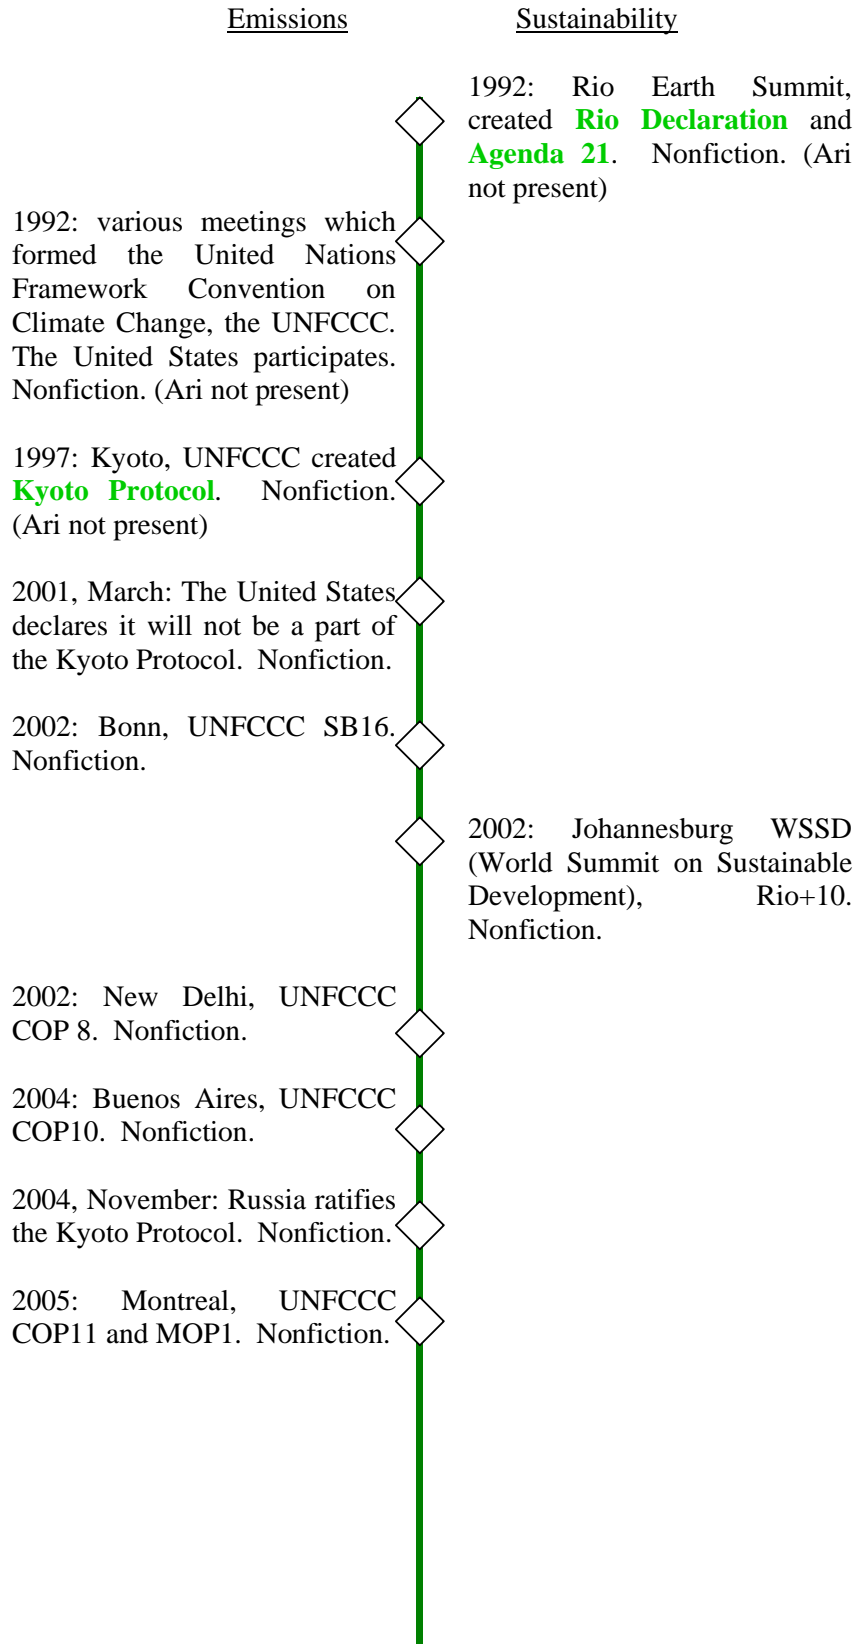 Emissions
Sustainability
1992: Rio Earth Summit,
created Rio Declaration and
Agenda 21. Nonfiction. (Ari
not present)
1992: various meetings which
formed the United Nations
Framework Convention on
Climate Change, the UNFCCC.
The United States participates.
Nonfiction. (Ari not present)
1997: Kyoto, UNFCCC created
Kyoto Protocol. Nonfiction.
(Ari not present)
2001, March: The United States
declares it will not be a part of
the Kyoto Protocol. Nonfiction.
2002: Bonn, UNFCCC SB16.
Nonfiction.
2002: Johannesburg WSSD
(World Summit on Sustainable
Development), Rio+10.
Nonfiction.
2002: New Delhi, UNFCCC
COP 8. Nonfiction.
2004: Buenos Aires, UNFCCC
COP10. Nonfiction.
2004, November: Russia ratifies
the Kyoto Protocol. Nonfiction.
2005: Montreal, UNFCCC
COP11 and MOP1. Nonfiction.